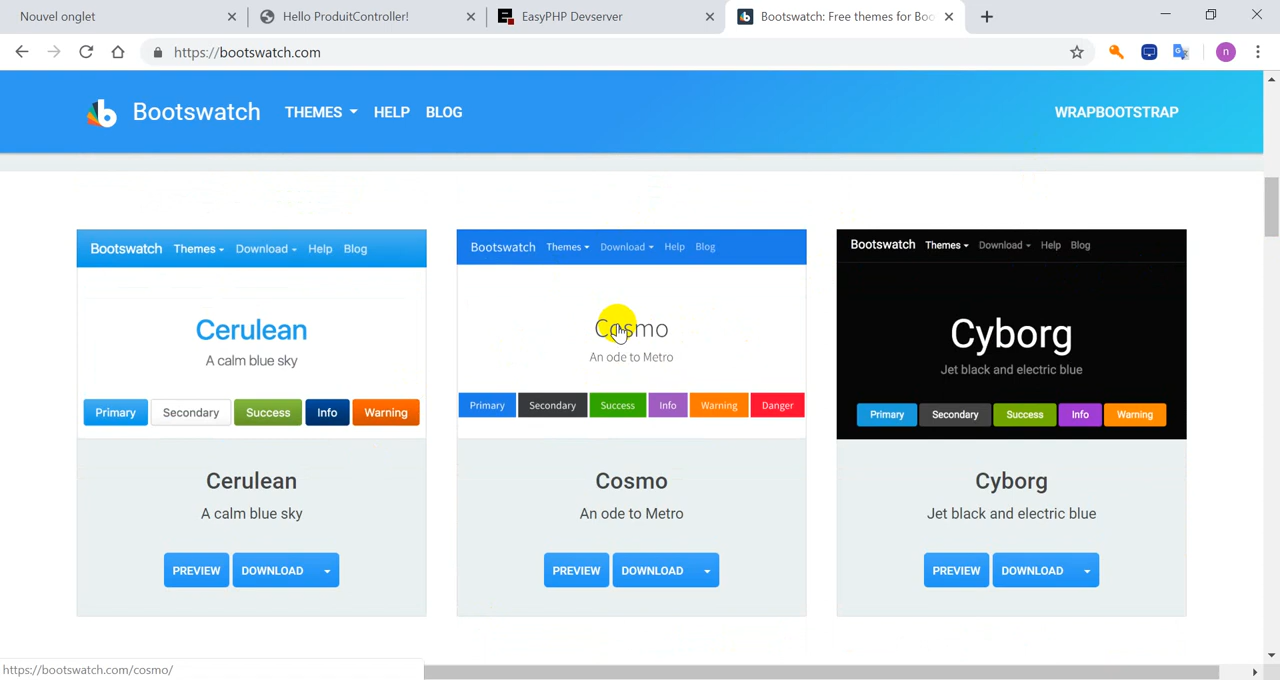 Nouvel onglet
Hello ProduitController!
EasyPHP Devserver
Bootswatch: Free themes for Boo
https://bootswatch.com
n
Bootswatch THEMES HELP BLOG WRAPBOOTSTRAP
Bootswatch Themes Download Help Blog
Cerulean
A calm blue sky
Primary Secondary Success Info Warning
Cerulean
A calm blue sky
PREVIEW DOWNLOAD
Bootswatch Themes Download Help Blog
Cosmo
An ode to Metro
Primary Secondary Success Info Warning Danger
Cosmo
An ode to Metro
PREVIEW DOWNLOAD
Bootswatch Themes Download Help Blog
Cyborg
Jet black and electric blue
Primary Secondary Success Info Warning
Cyborg
Jet black and electric blue
PREVIEW DOWNLOAD
https://bootswatch.com/cosmo/